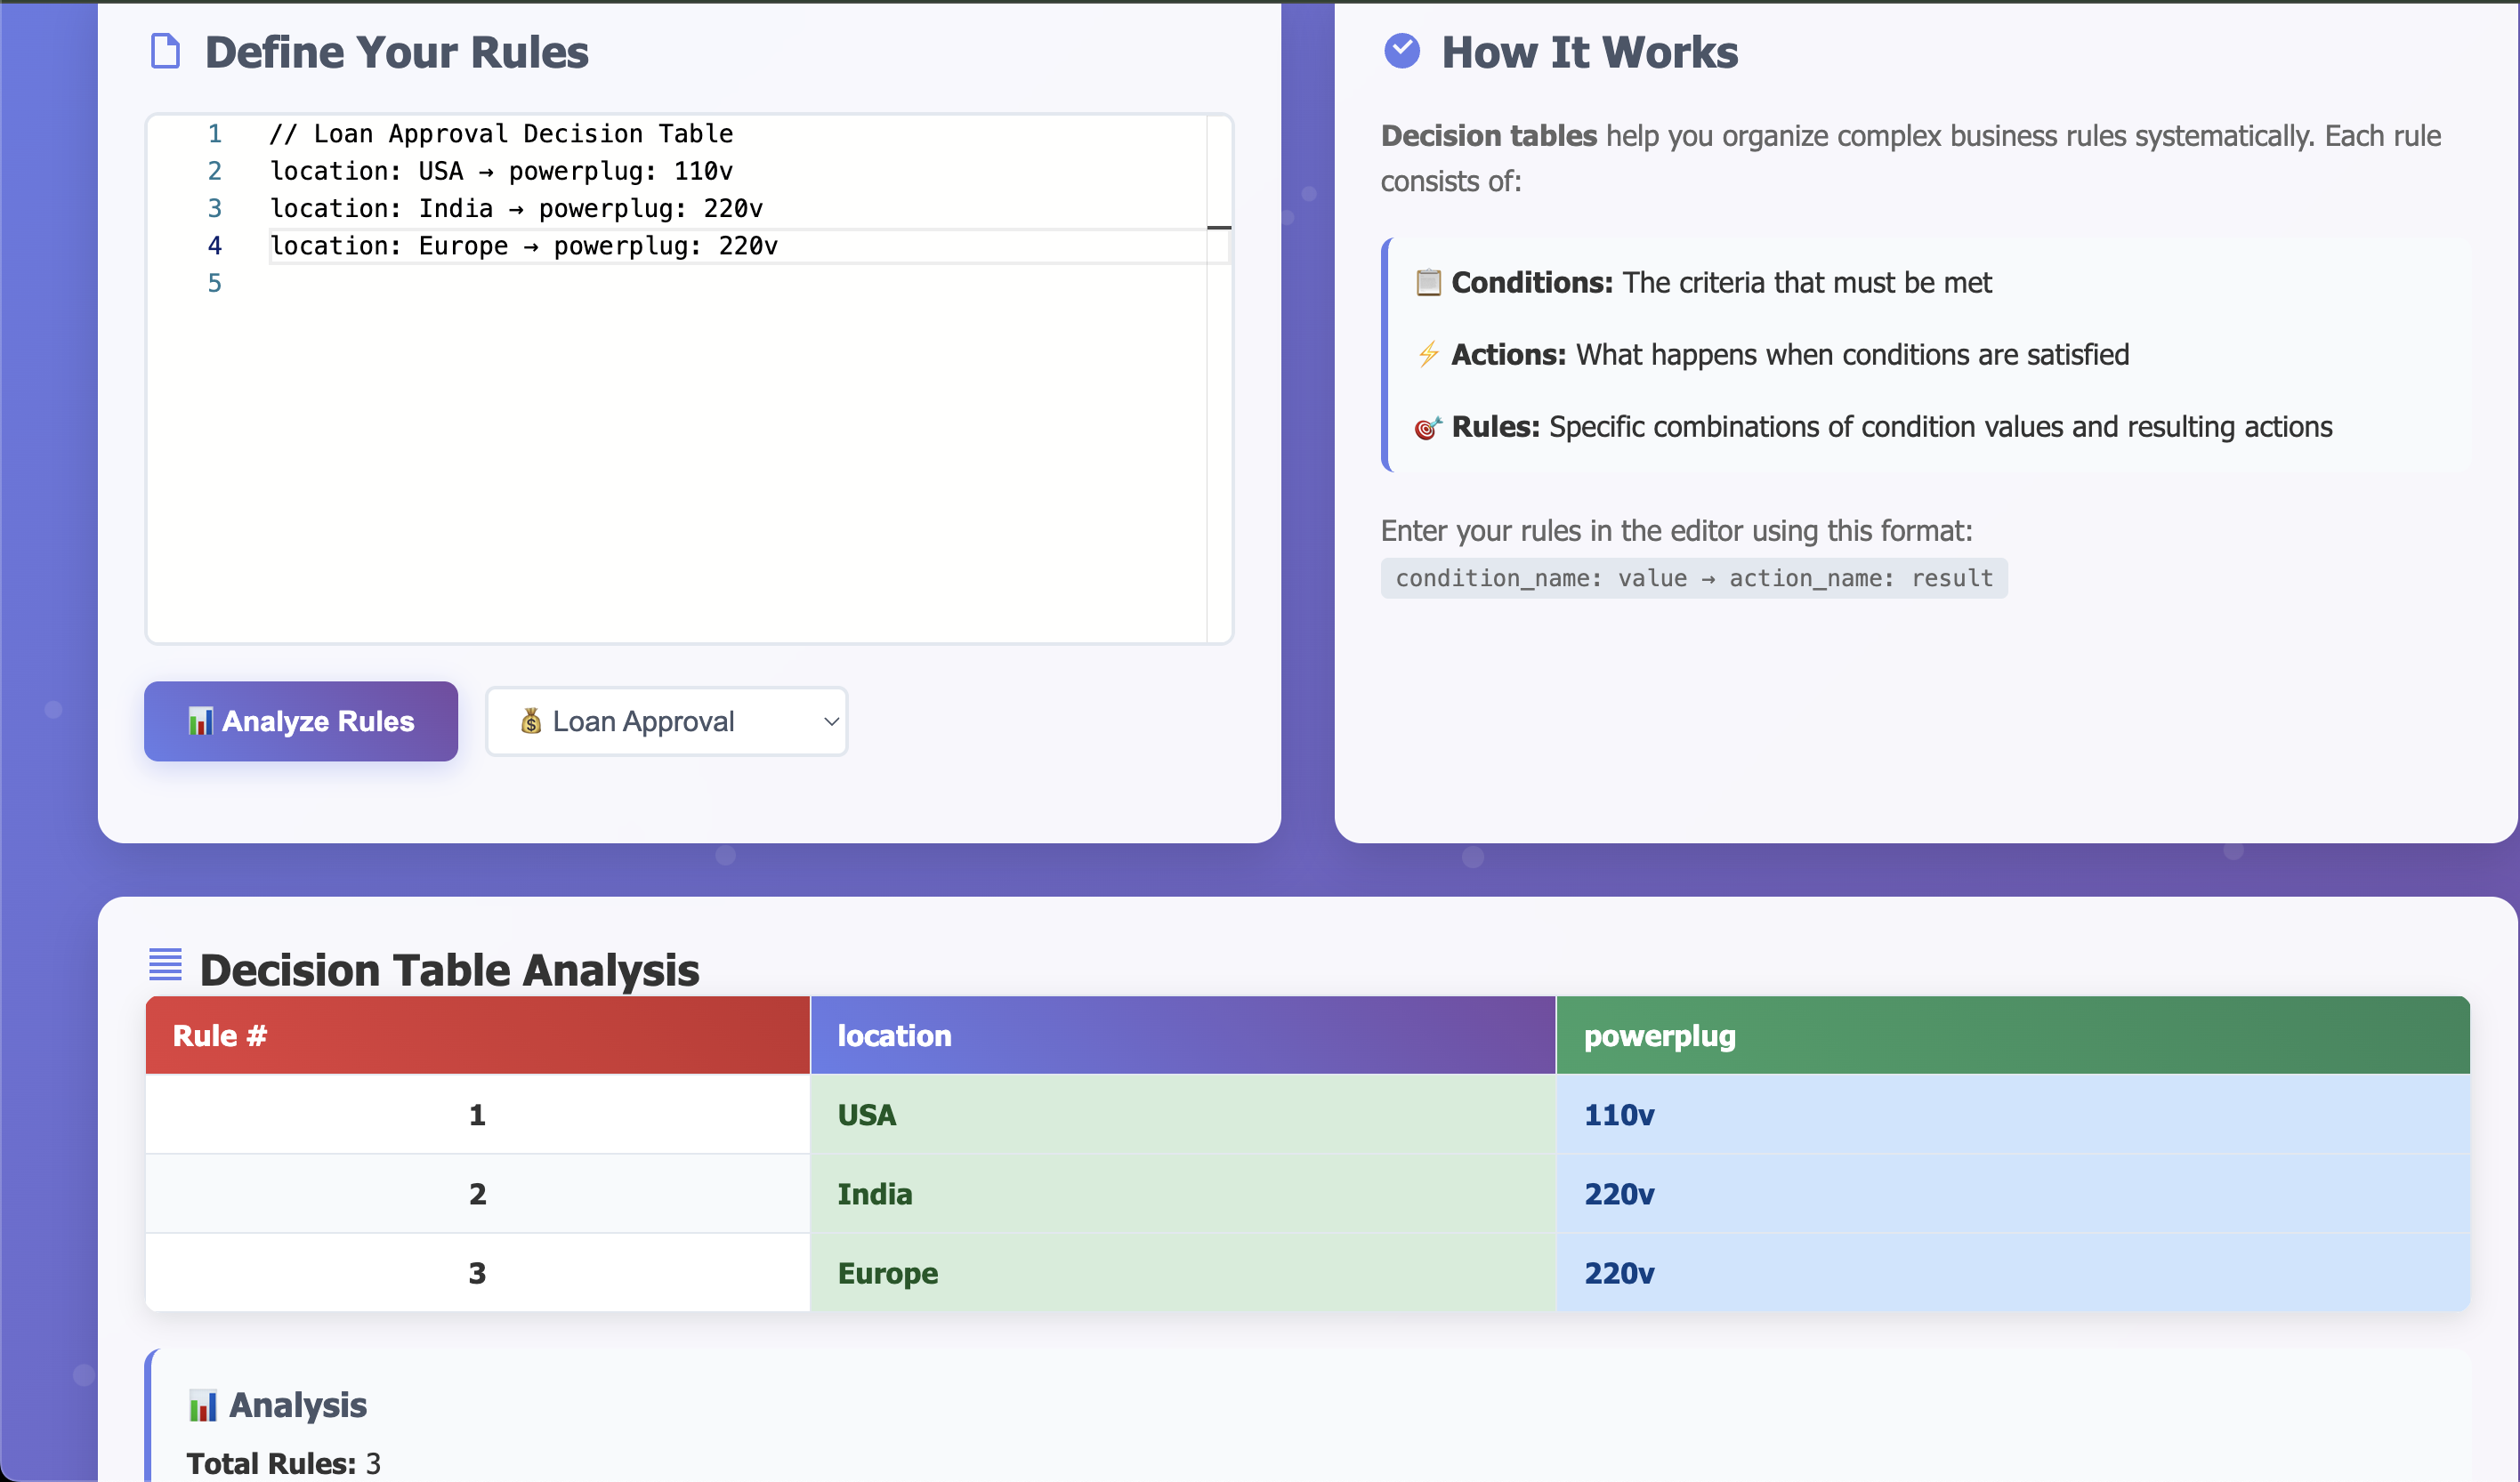 Define Your Rules
1 // Loan Approval Decision Table
2 location: USA → powerplug: 110v
3 location: India → powerplug: 220v
4 location: Europe → powerplug: 220v
5
📊 Analyze Rules
💰 Loan Approval
How It Works
Decision tables help you organize complex business rules systematically. Each rule
consists of:
📋 Conditions: The criteria that must be met
⚡ Actions: What happens when conditions are satisfied
🎯 Rules: Specific combinations of condition values and resulting actions
Enter your rules in the editor using this format:
condition_name: value → action_name: result
Decision Table Analysis
Rule # location powerplug
1 USA 110v
2 India 220v
3 Europe 220v
📊 Analysis
Total Rules: 3